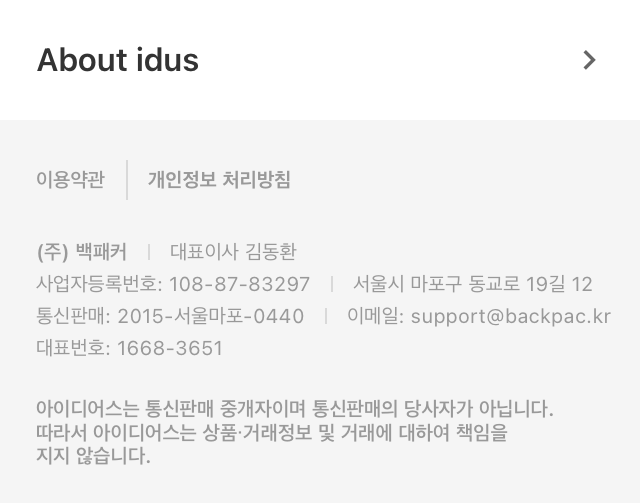 About idus
이용약관 개인정보 처리방침
(주) 백패커 | 대표이사 김동환
사업자등록번호: 108-87-83297 | 서울시 마포구 동교로 19길 12
통신판매: 2015-서울마포-0440 | 이메일: support@backpac.kr
대표번호: 1668-3651
아이디어스는 통신판매 중개자이며 통신판매의 당사자가 아닙니다.
따라서 아이디어스는 상품·거래정보 및 거래에 대하여 책임을
지지 않습니다.